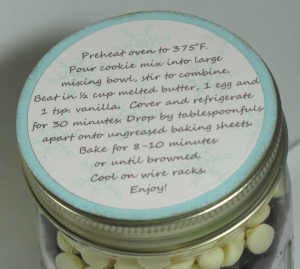 Preheat oven to 375°F.
Pour cookie mix into large
mixing bowl, stir to combine.
Beat in ½ cup melted butter, 1 egg and
1 tsp. vanilla. Cover and refrigerate
for 30 minutes. Drop by tablespoonfuls
apart onto ungreased baking sheets.
Bake for 8-10 minutes
or until browned.
Cool on wire racks.
Enjoy!